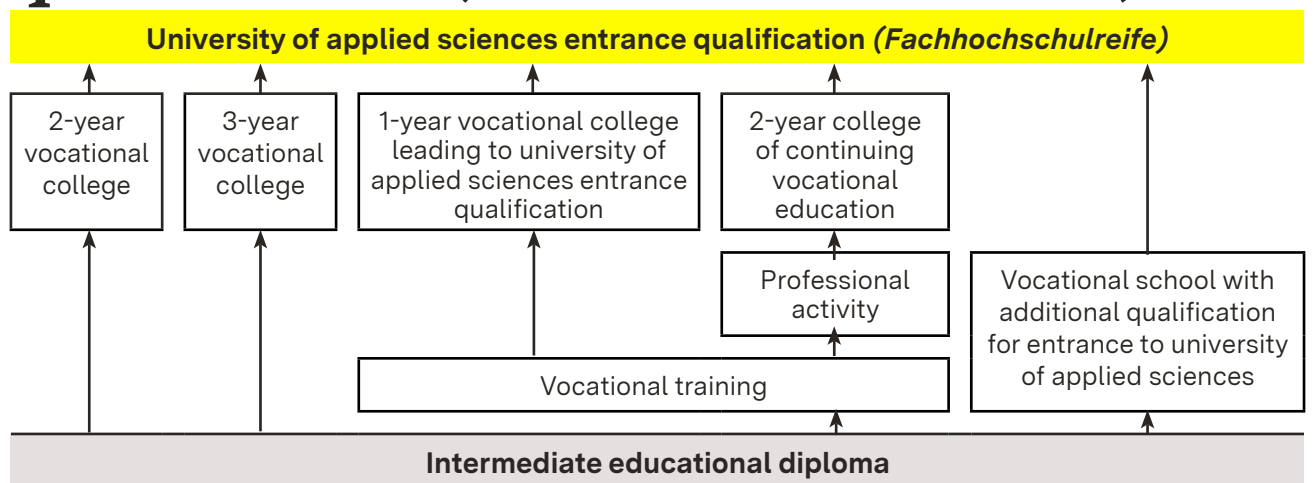 University of applied sciences entrance qualification (Fachhochschulreife)
2-year
vocational
college
3-year
vocational
college
1-year vocational college
leading to university of
applied sciences entrance
qualification
2-year college
of continuing
vocational
education
Professional
activity
Vocational school with
additional qualification
for entrance to university
of applied sciences
Vocational training
Intermediate educational diploma